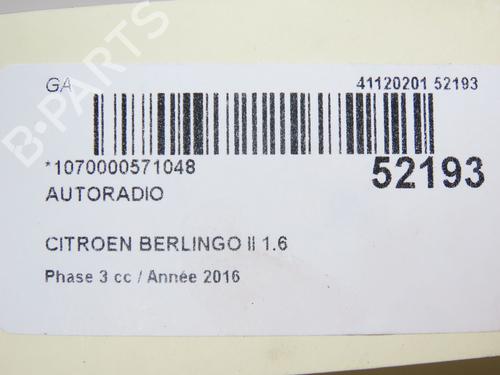 GA
41120201 52193
*1070000571048
52193
AUTORADIO
CITROEN BERLINGO II 1.6
Phase 3 cc / Année 2016
B-PARTS